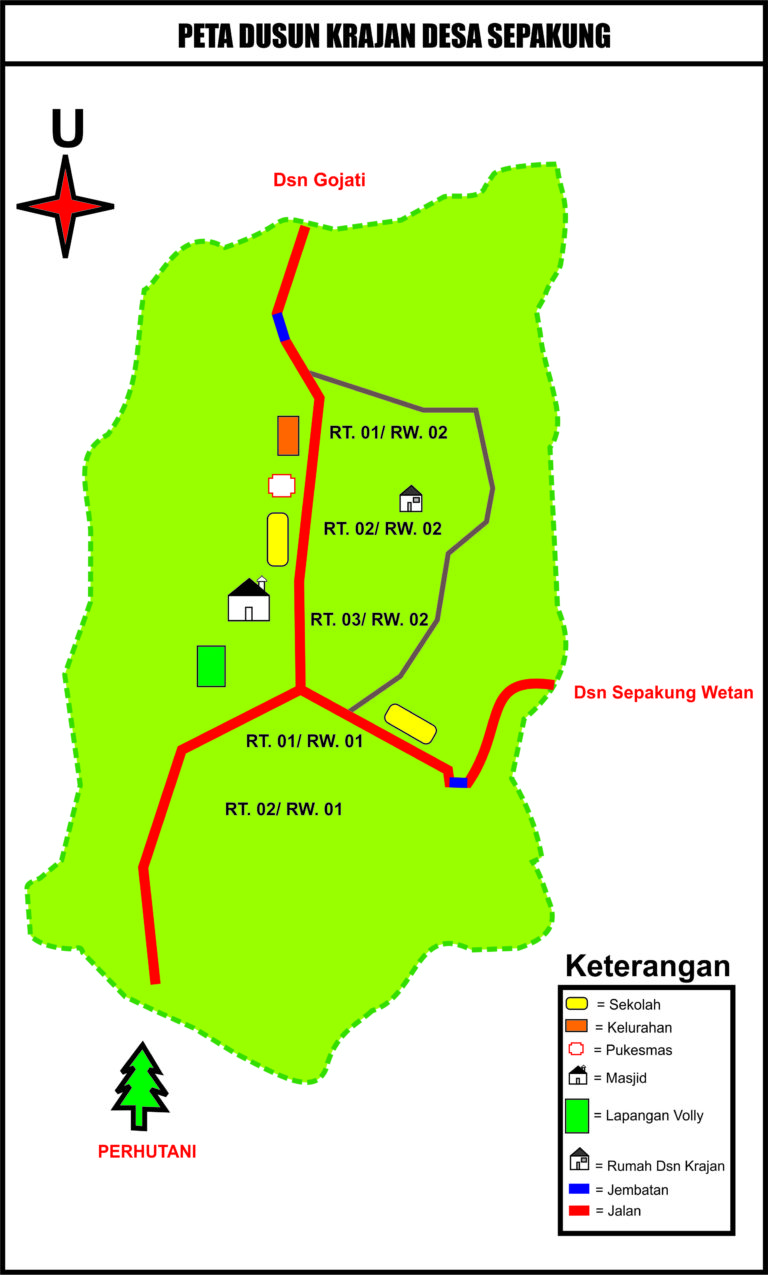 PETA DUSUN KRAJAN DESA SEPAKUNG
U
Dsn Gojati
RT. 01/ RW. 02
RT. 02/ RW. 02
RT. 03/ RW. 02
Dsn Sepakung Wetan
RT. 01/ RW. 01
RT. 02/ RW. 01
PERHUTANI
Keterangan
= Sekolah
= Kelurahan
= Pukesmas
= Masjid
= Lapangan Volly
= Rumah Dsn Krajan
= Jembatan
= Jalan